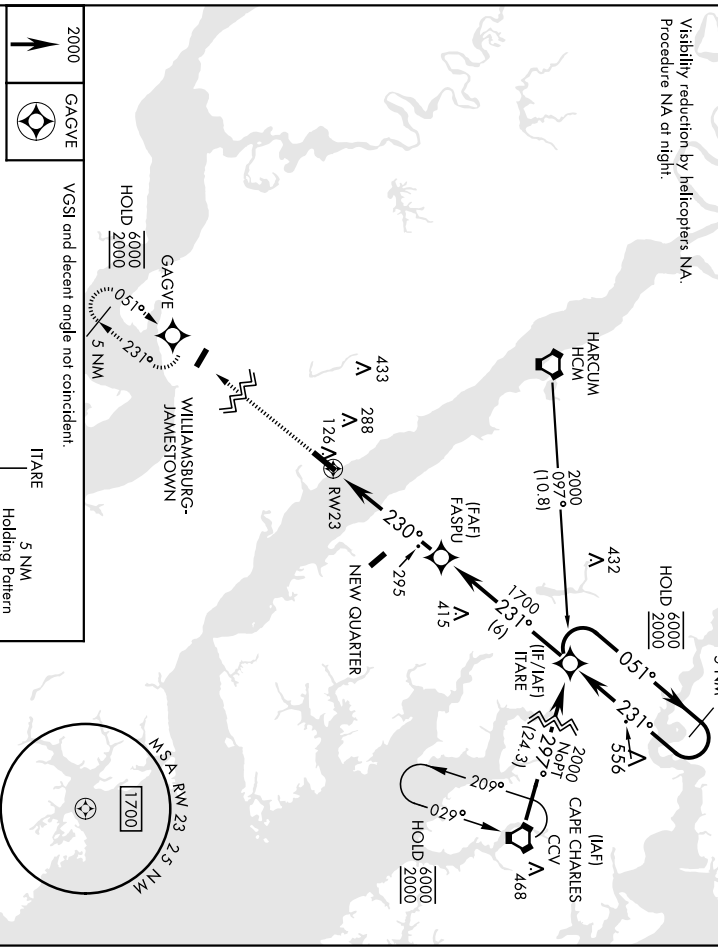 Visibility reduction by helicopters NA.
Procedure NA at night.
HARCUM
HCM
2000
097°
(10.8)
432
HOLD 6000
2000
5 NM
051°
231°
556
(IF/IAF)
ITARE
1700
231°
(6)
415
(FAF)
FASPU
230°
295
NEW QUARTER
RW23
126
288
433
2000
NoPT
297°
(24.3)
(IAF)
CAPE CHARLES
CCV
468
209°
029°
HOLD 6000
2000
WILLIAMSBURG-
JAMESTOWN
GAGVE
HOLD 6000
2000
051°
231°
5 NM
2000
GAGVE
VGSI and decent angle not coincident.
ITARE
5 NM
Holding Pattern
MSA RW 23 25 NM
1700